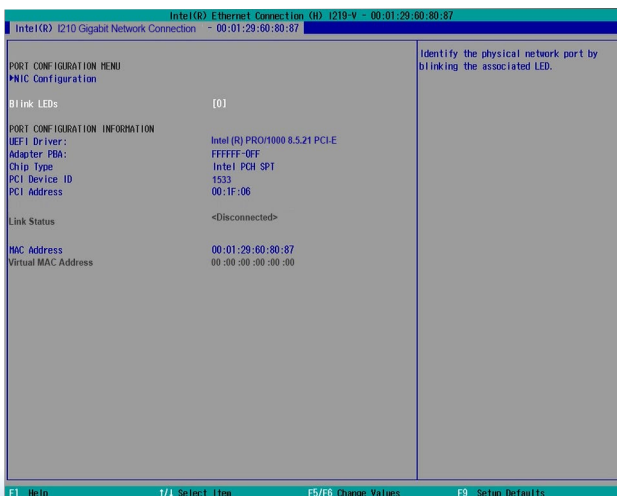 Intel(R) Ethernet Connection (H) I219-V - 00:01:29:60:80:87
Intel(R) I210 Gigabit Network Connection - 00:01:29:60:80:87
PORT CONFIGURATION MENU
▶NIC Configuration
Blink LEDs [0]
PORT CONFIGURATION INFORMATION
UEFI Driver: Intel (R) PRO/1000 8.5.21 PCI-E
Adapter PBA: FFFFFF-0FF
Chip Type Intel PCH SPT
PCI Device ID 1533
PCI Address 00:1F:06
Link Status <Disconnected>
MAC Address 00:01:29:60:80:87
Virtual MAC Address 00 :00 :00 :00 :00 :00
Identify the physical network port by
blinking the associated LED.
F1 Help ↑/↓ Select Item F5/F6 Change Values F9 Setup Defaults